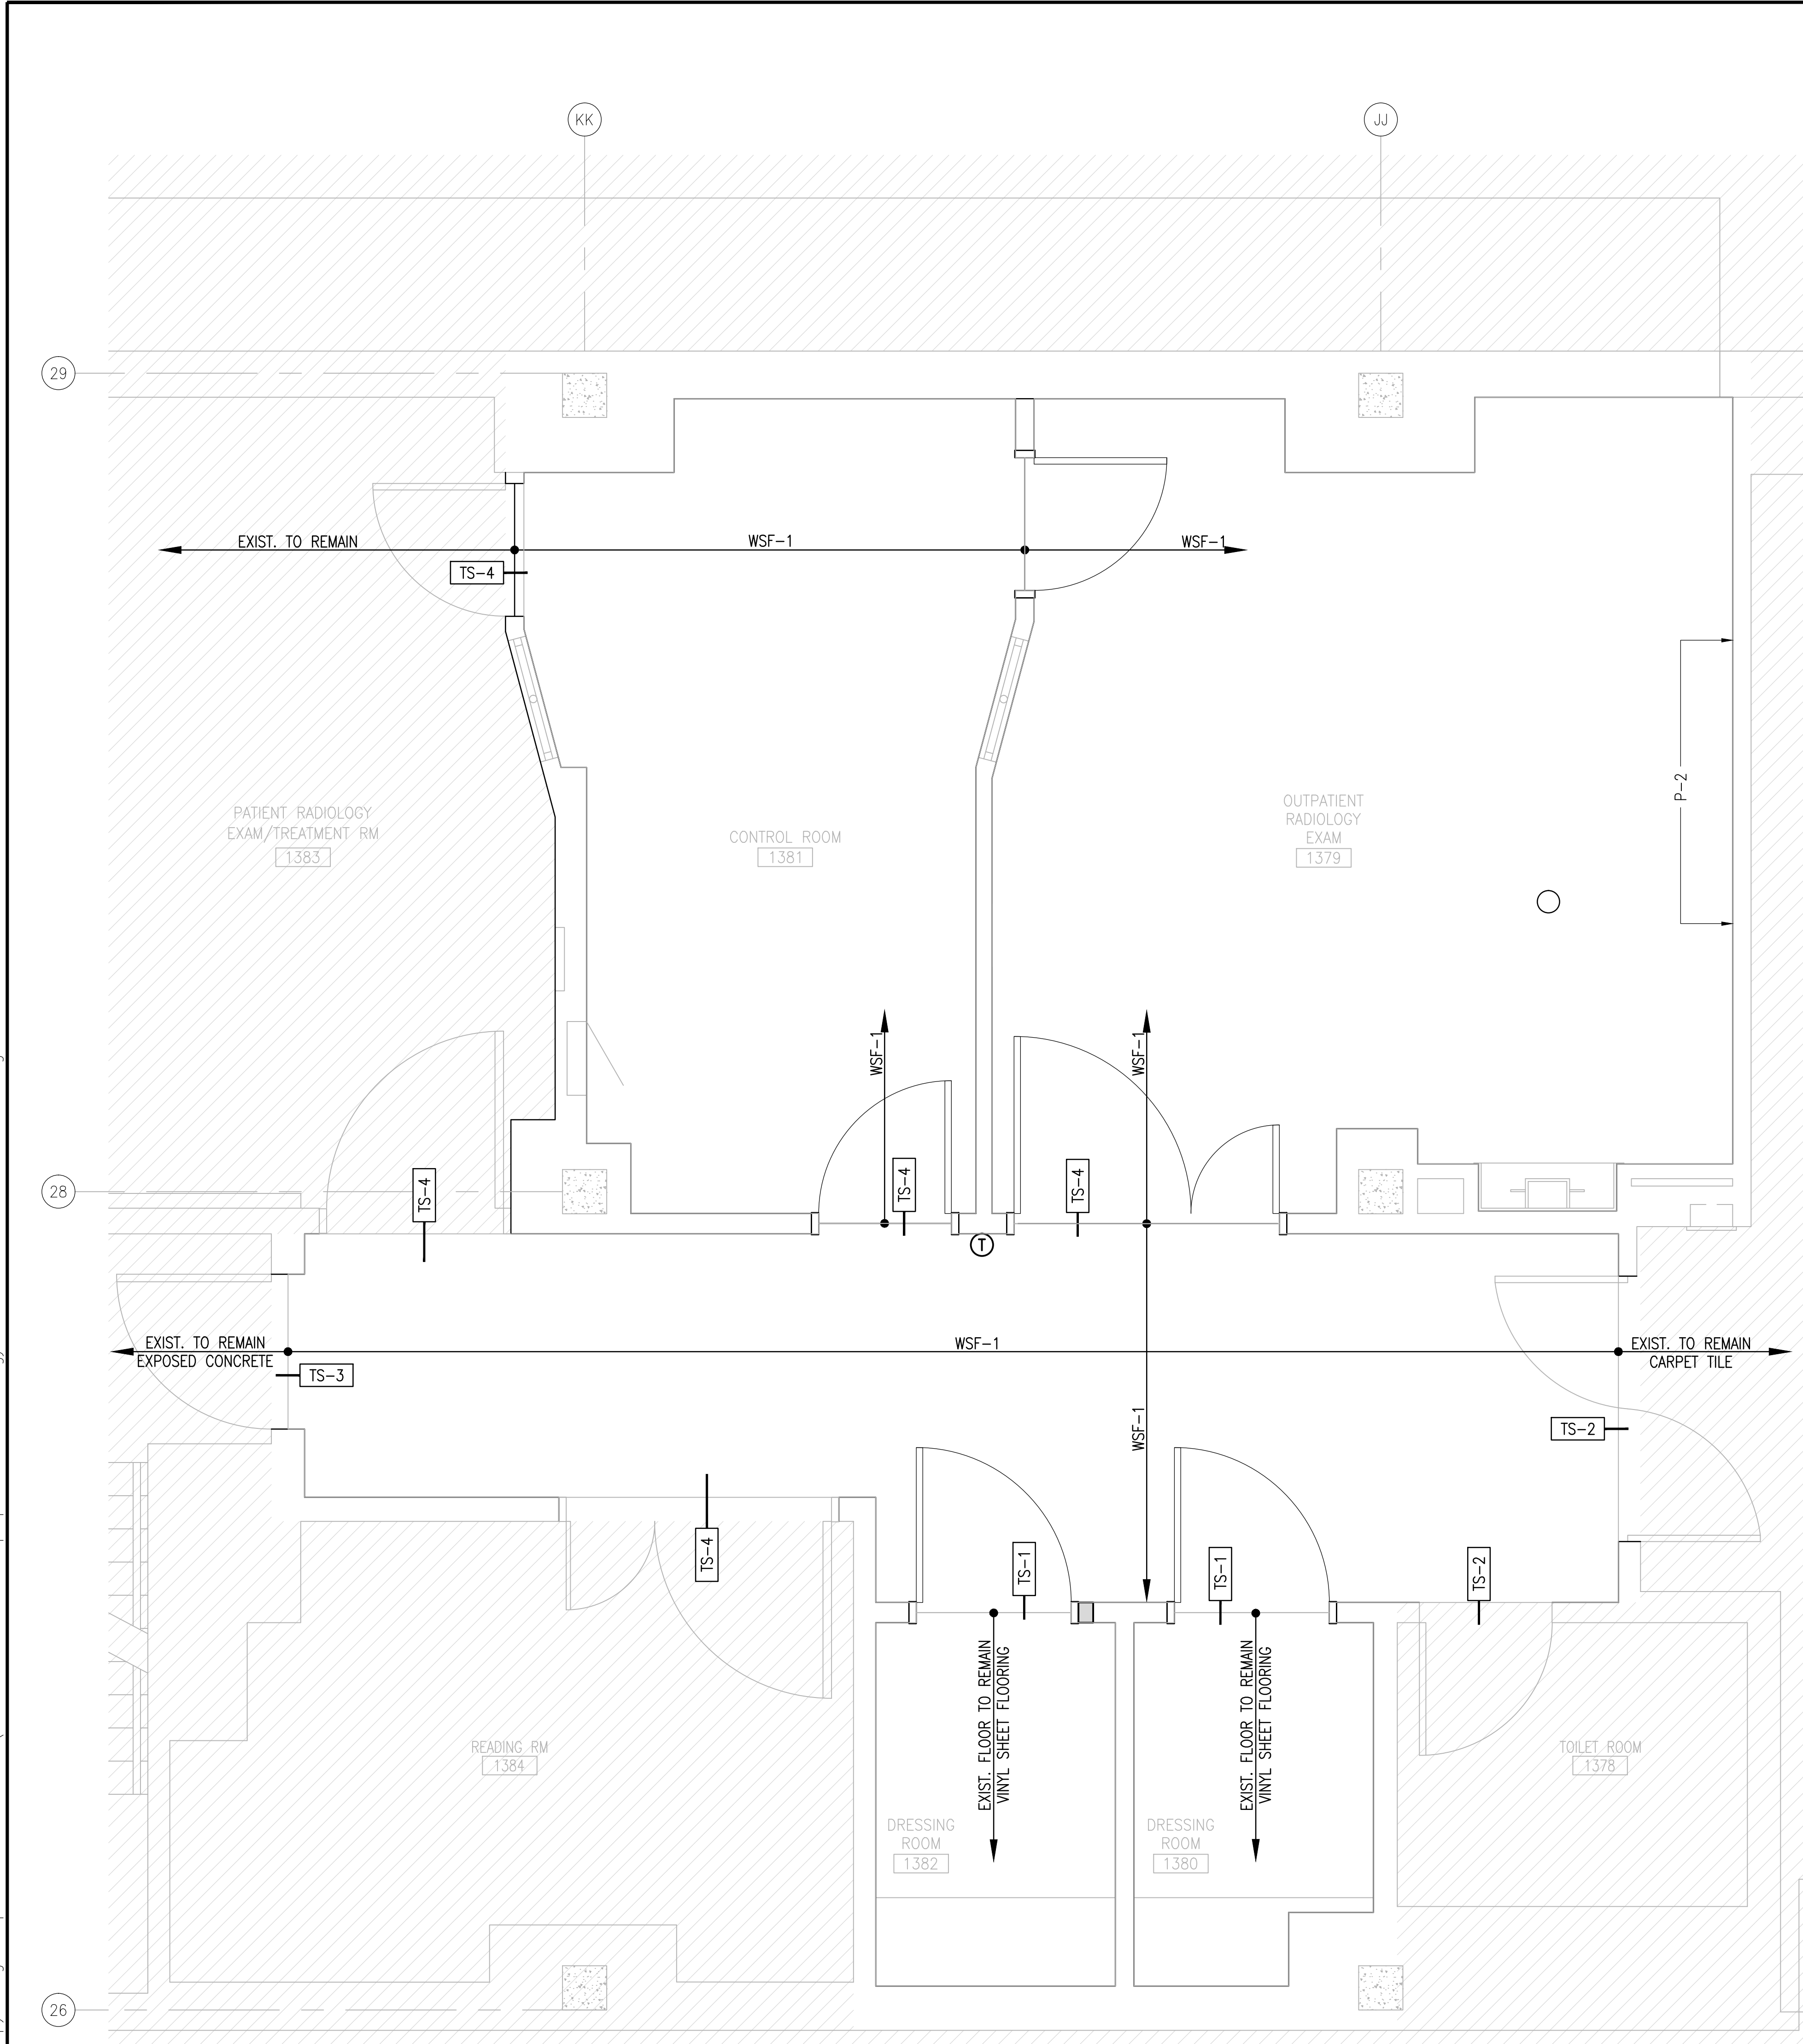 KK
JJ
29
EXIST. TO REMAIN
WSF-1
WSF-1
TS-4
P-2
PATIENT RADIOLOGY
EXAM/TREATMENT RM
1383
CONTROL ROOM
1381
OUTPATIENT
RADIOLOGY
EXAM
1379
WSF-1
WSF-1
28
TS-4
TS-4
TS-4
T
EXIST. TO REMAIN
EXPOSED CONCRETE
WSF-1
EXIST. TO REMAIN
CARPET TILE
TS-3
WSF-1
TS-2
TS-4
TS-1
TS-1
TS-2
EXIST. FLOOR TO REMAIN
VINYL SHEET FLOORING
EXIST. FLOOR TO REMAIN
VINYL SHEET FLOORING
READING RM
1384
TOILET ROOM
1378
DRESSING
ROOM
1382
DRESSING
ROOM
1380
26